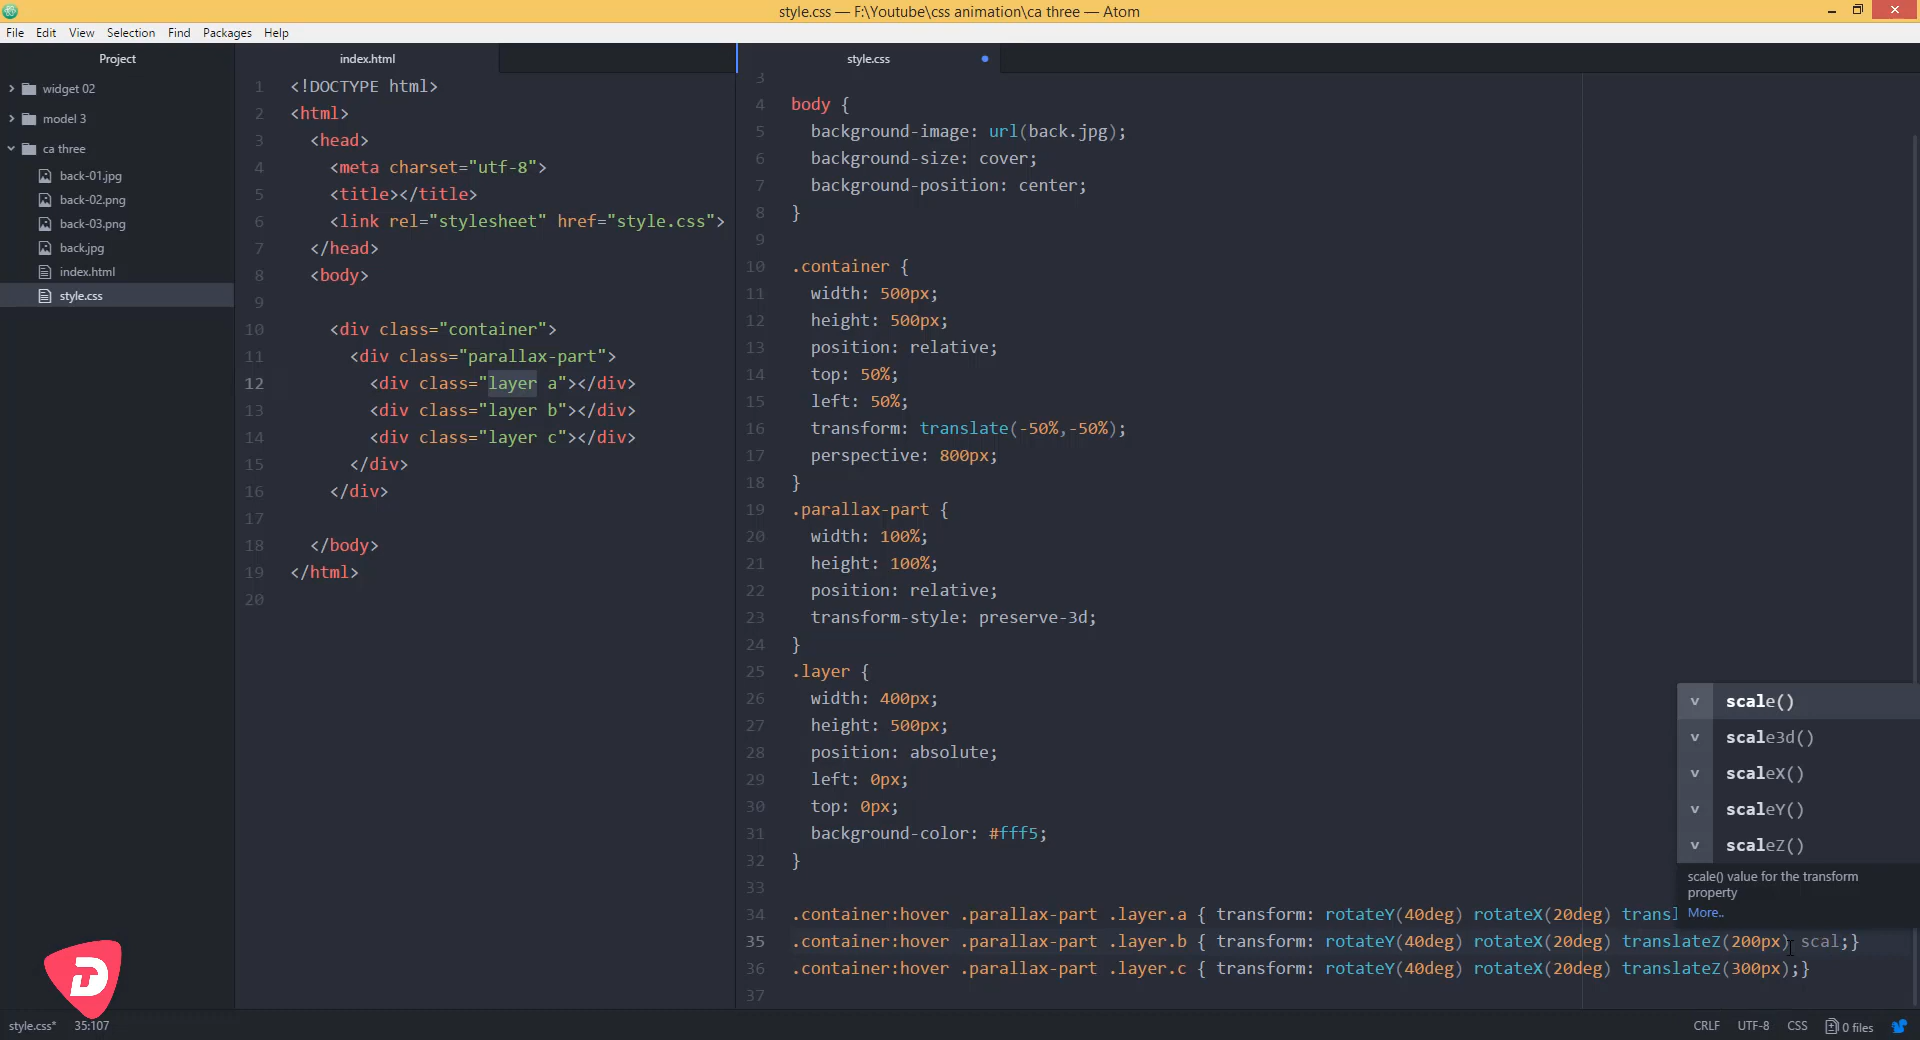 style.css — F:\Youtube\css animation\ca three — Atom
File Edit View Selection Find Packages Help
Project
widget 02
model 3
ca three
back-01.jpg
back-02.png
back-03.png
back.jpg
index.html
style.css
index.html
1 <!DOCTYPE html>
2 <html>
3 <head>
4 <meta charset="utf-8">
5 <title></title>
6 <link rel="stylesheet" href="style.css">
7 </head>
8 <body>
9
10 <div class="container">
11 <div class="parallax-part">
12 <div class="layer a"></div>
13 <div class="layer b"></div>
14 <div class="layer c"></div>
15 </div>
16 </div>
17
18 </body>
19 </html>
20
style.css
3
4 body {
5 background-image: url(back.jpg);
6 background-size: cover;
7 background-position: center;
8 }
9
10 .container {
11 width: 500px;
12 height: 500px;
13 position: relative;
14 top: 50%;
15 left: 50%;
16 transform: translate(-50%,-50%);
17 perspective: 800px;
18 }
19 .parallax-part {
20 width: 100%;
21 height: 100%;
22 position: relative;
23 transform-style: preserve-3d;
24 }
25 .layer {
26 width: 400px;
27 height: 500px;
28 position: absolute;
29 left: 0px;
30 top: 0px;
31 background-color: #fff5;
32 }
33
34 .container:hover .parallax-part .layer.a { transform: rotateY(40deg) rotateX(20deg) transl
35 .container:hover .parallax-part .layer.b { transform: rotateY(40deg) rotateX(20deg) translateZ(200px) scal;}
36 .container:hover .parallax-part .layer.c { transform: rotateY(40deg) rotateX(20deg) translateZ(300px);}
37
v scale()
v scale3d()
v scaleX()
v scaleY()
v scaleZ()
scale() value for the transform
property
More..
D
style.css* 35:107
CRLF UTF-8 CSS 0 files